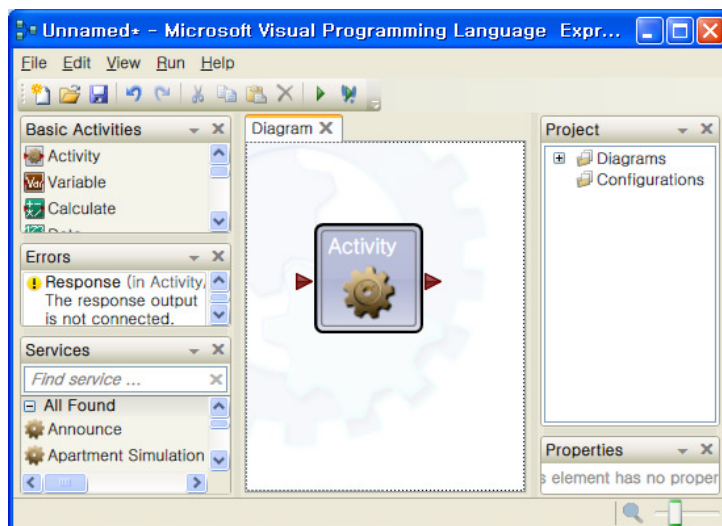 Unnamed* - Microsoft Visual Programming Language Expr...
File Edit View Run Help
Basic Activities
Activity
Var Variable
Calculate
Errors
Response (in Activity,
The response output
is not connected.
Services
Find service ...
All Found
Announce
Apartment Simulation
Diagram
Activity
Project
Diagrams
Configurations
Properties
s element has no proper